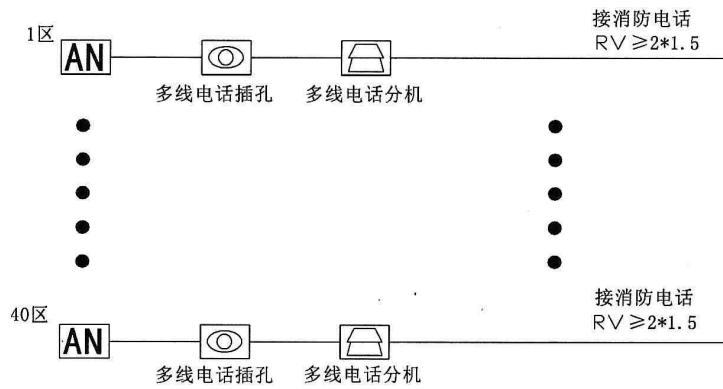 接消防电话
1区
RV≥2*1.5
AN
多线电话插孔 多线电话分机
接消防电话
40区
RV≥2*1.5
AN
多线电话插孔 多线电话分机